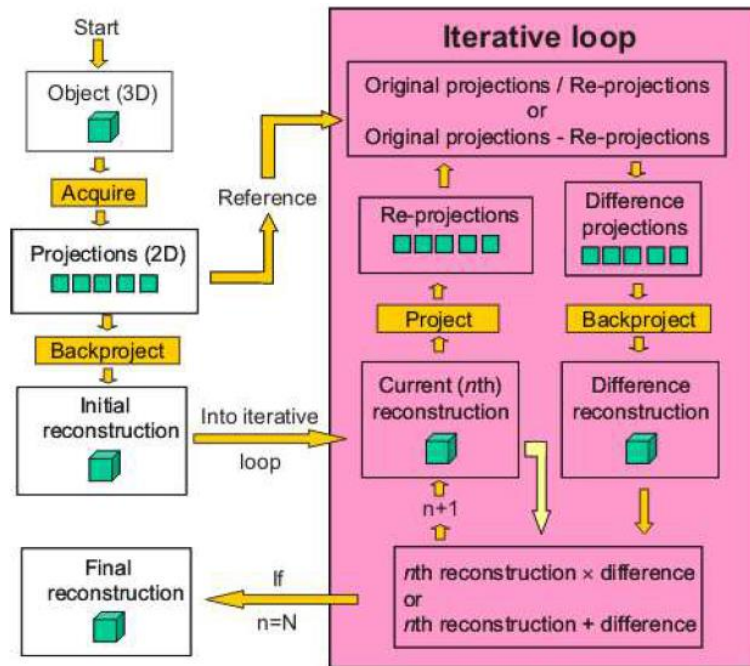 Start
Object (3D)
Acquire
Projections (2D)
Backproject
Initial
reconstruction
Reference
Into iterative
loop
Iterative loop
Original projections / Re-projections
or
Original projections - Re-projections
Re-projections
Difference
projections
Project
Backproject
Current (nth)
reconstruction
Difference
reconstruction
n+1
nth reconstruction × difference
or
nth reconstruction + difference
If
n=N
Final
reconstruction